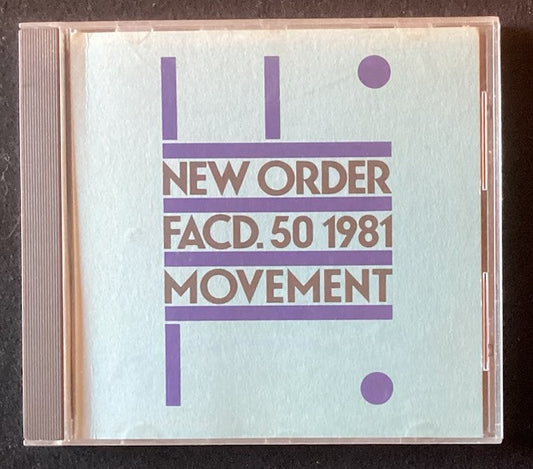 NEW ORDER
FACD. 50 1981
MOVEMENT